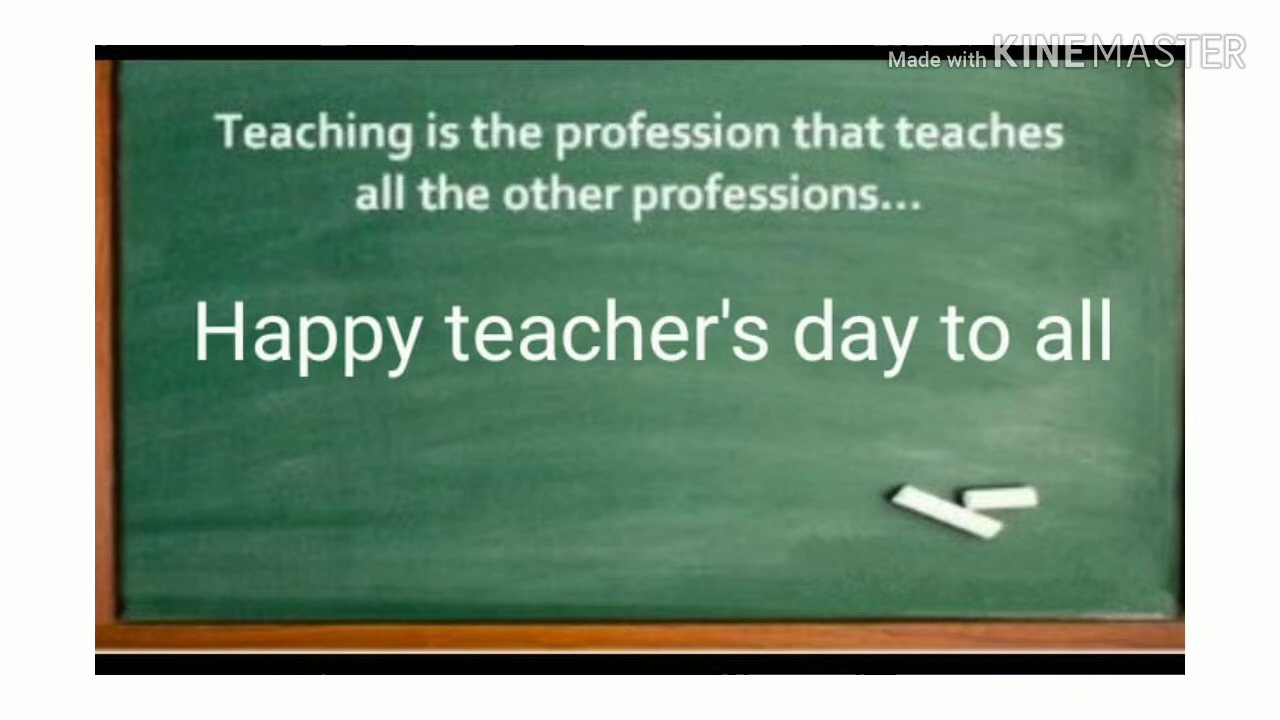 Made with KINEMASTER
Teaching is the profession that teaches
all the other professions...
Happy teacher's day to all